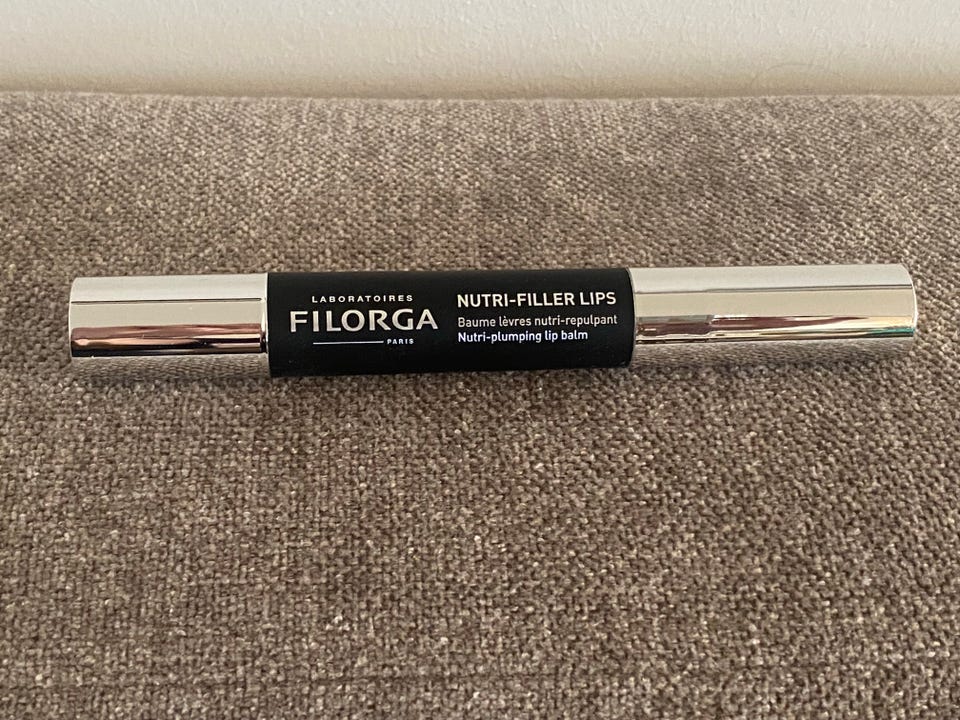 LABORATOIRES
FILORGA
PARIS
NUTRI-FILLER LIPS
Baume lèvres nutri-repulpant
Nutri-plumping lip balm